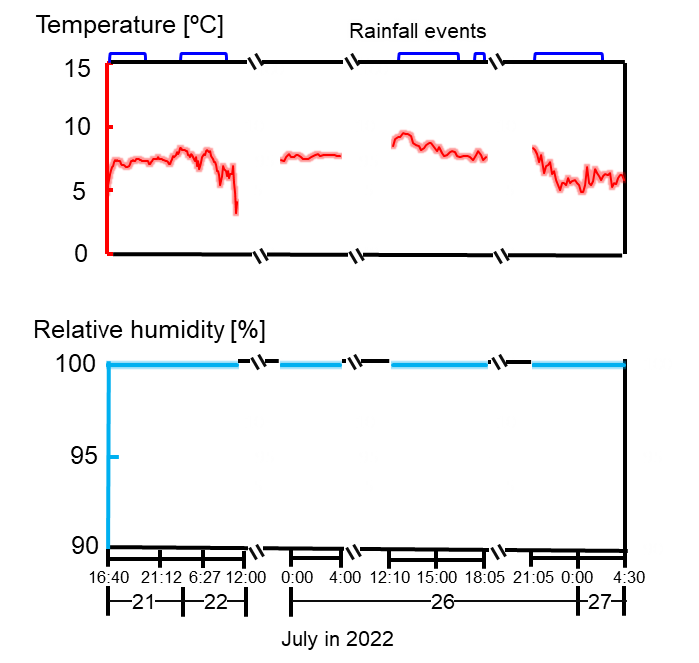 Temperature [ºC]
Rainfall events
15
10
5
0
Relative humidity [%]
100
95
90
16:40 21:12 6:27 12:00 0:00 4:00 12:10 15:00 18:05 21:05 0:00 4:30
21 22 26 27
July in 2022